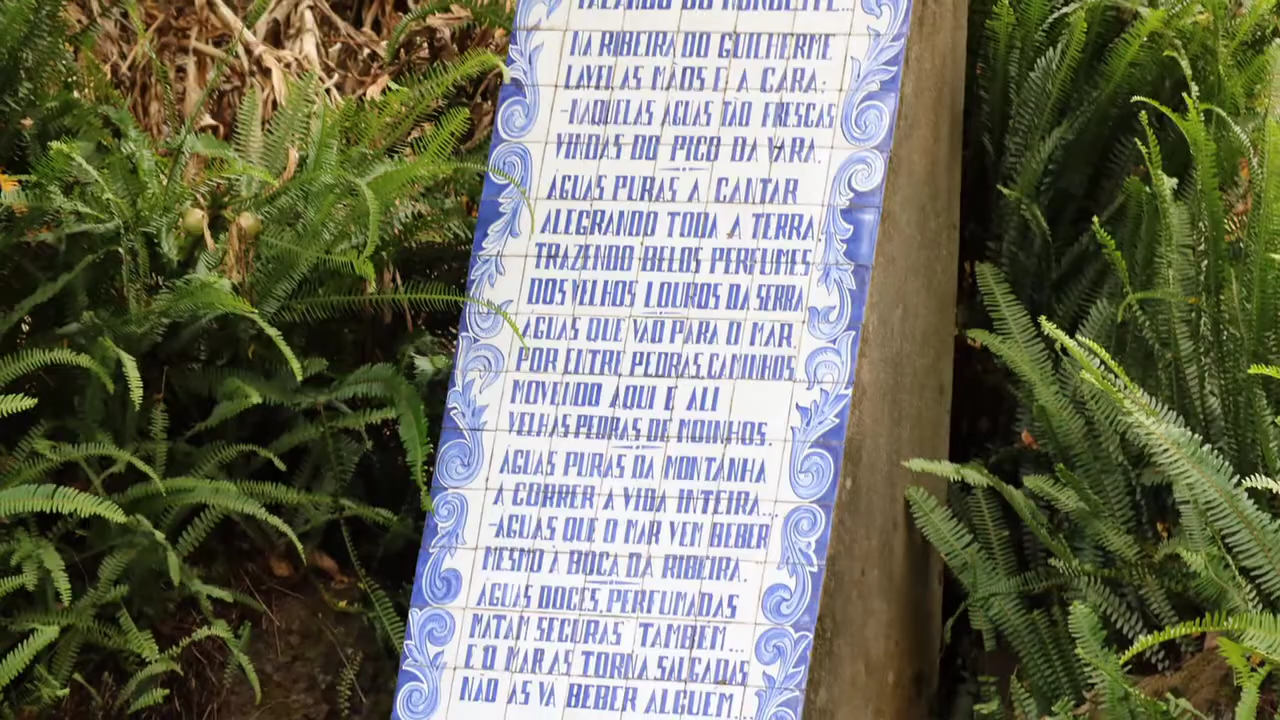 FALANDO DO NORDESTE...
NA RIBEIRA DO GUILHERME
LAVEI AS MÃOS E A CARA:
-NAQUELAS ÁGUAS TÃO FRESCAS
VINDAS DO PICO DA VARA.
ÁGUAS PURAS A CANTAR
ALEGRANDO TODA A TERRA,
TRAZENDO BELOS PERFUMES
DOS VELHOS LOUROS DA SERRA
ÁGUAS QUE VÃO PARA O MAR,
POR ENTRE PEDRAS, CAMINHOS,
MOVENDO AQUI E ALI
VELHAS PEDRAS DE MOINHOS.
ÁGUAS PURAS DA MONTANHA
A CORRER A VIDA INTEIRA...
-ÁGUAS QUE O MAR VEM BEBER
MESMO À BOCA DA RIBEIRA.
ÁGUAS DOCES, PERFUMADAS
MATAM SECURAS TAMBÉM...
E O MAR AS TORNA SALGADAS
NÃO AS VÁ BEBER ALGUÉM...